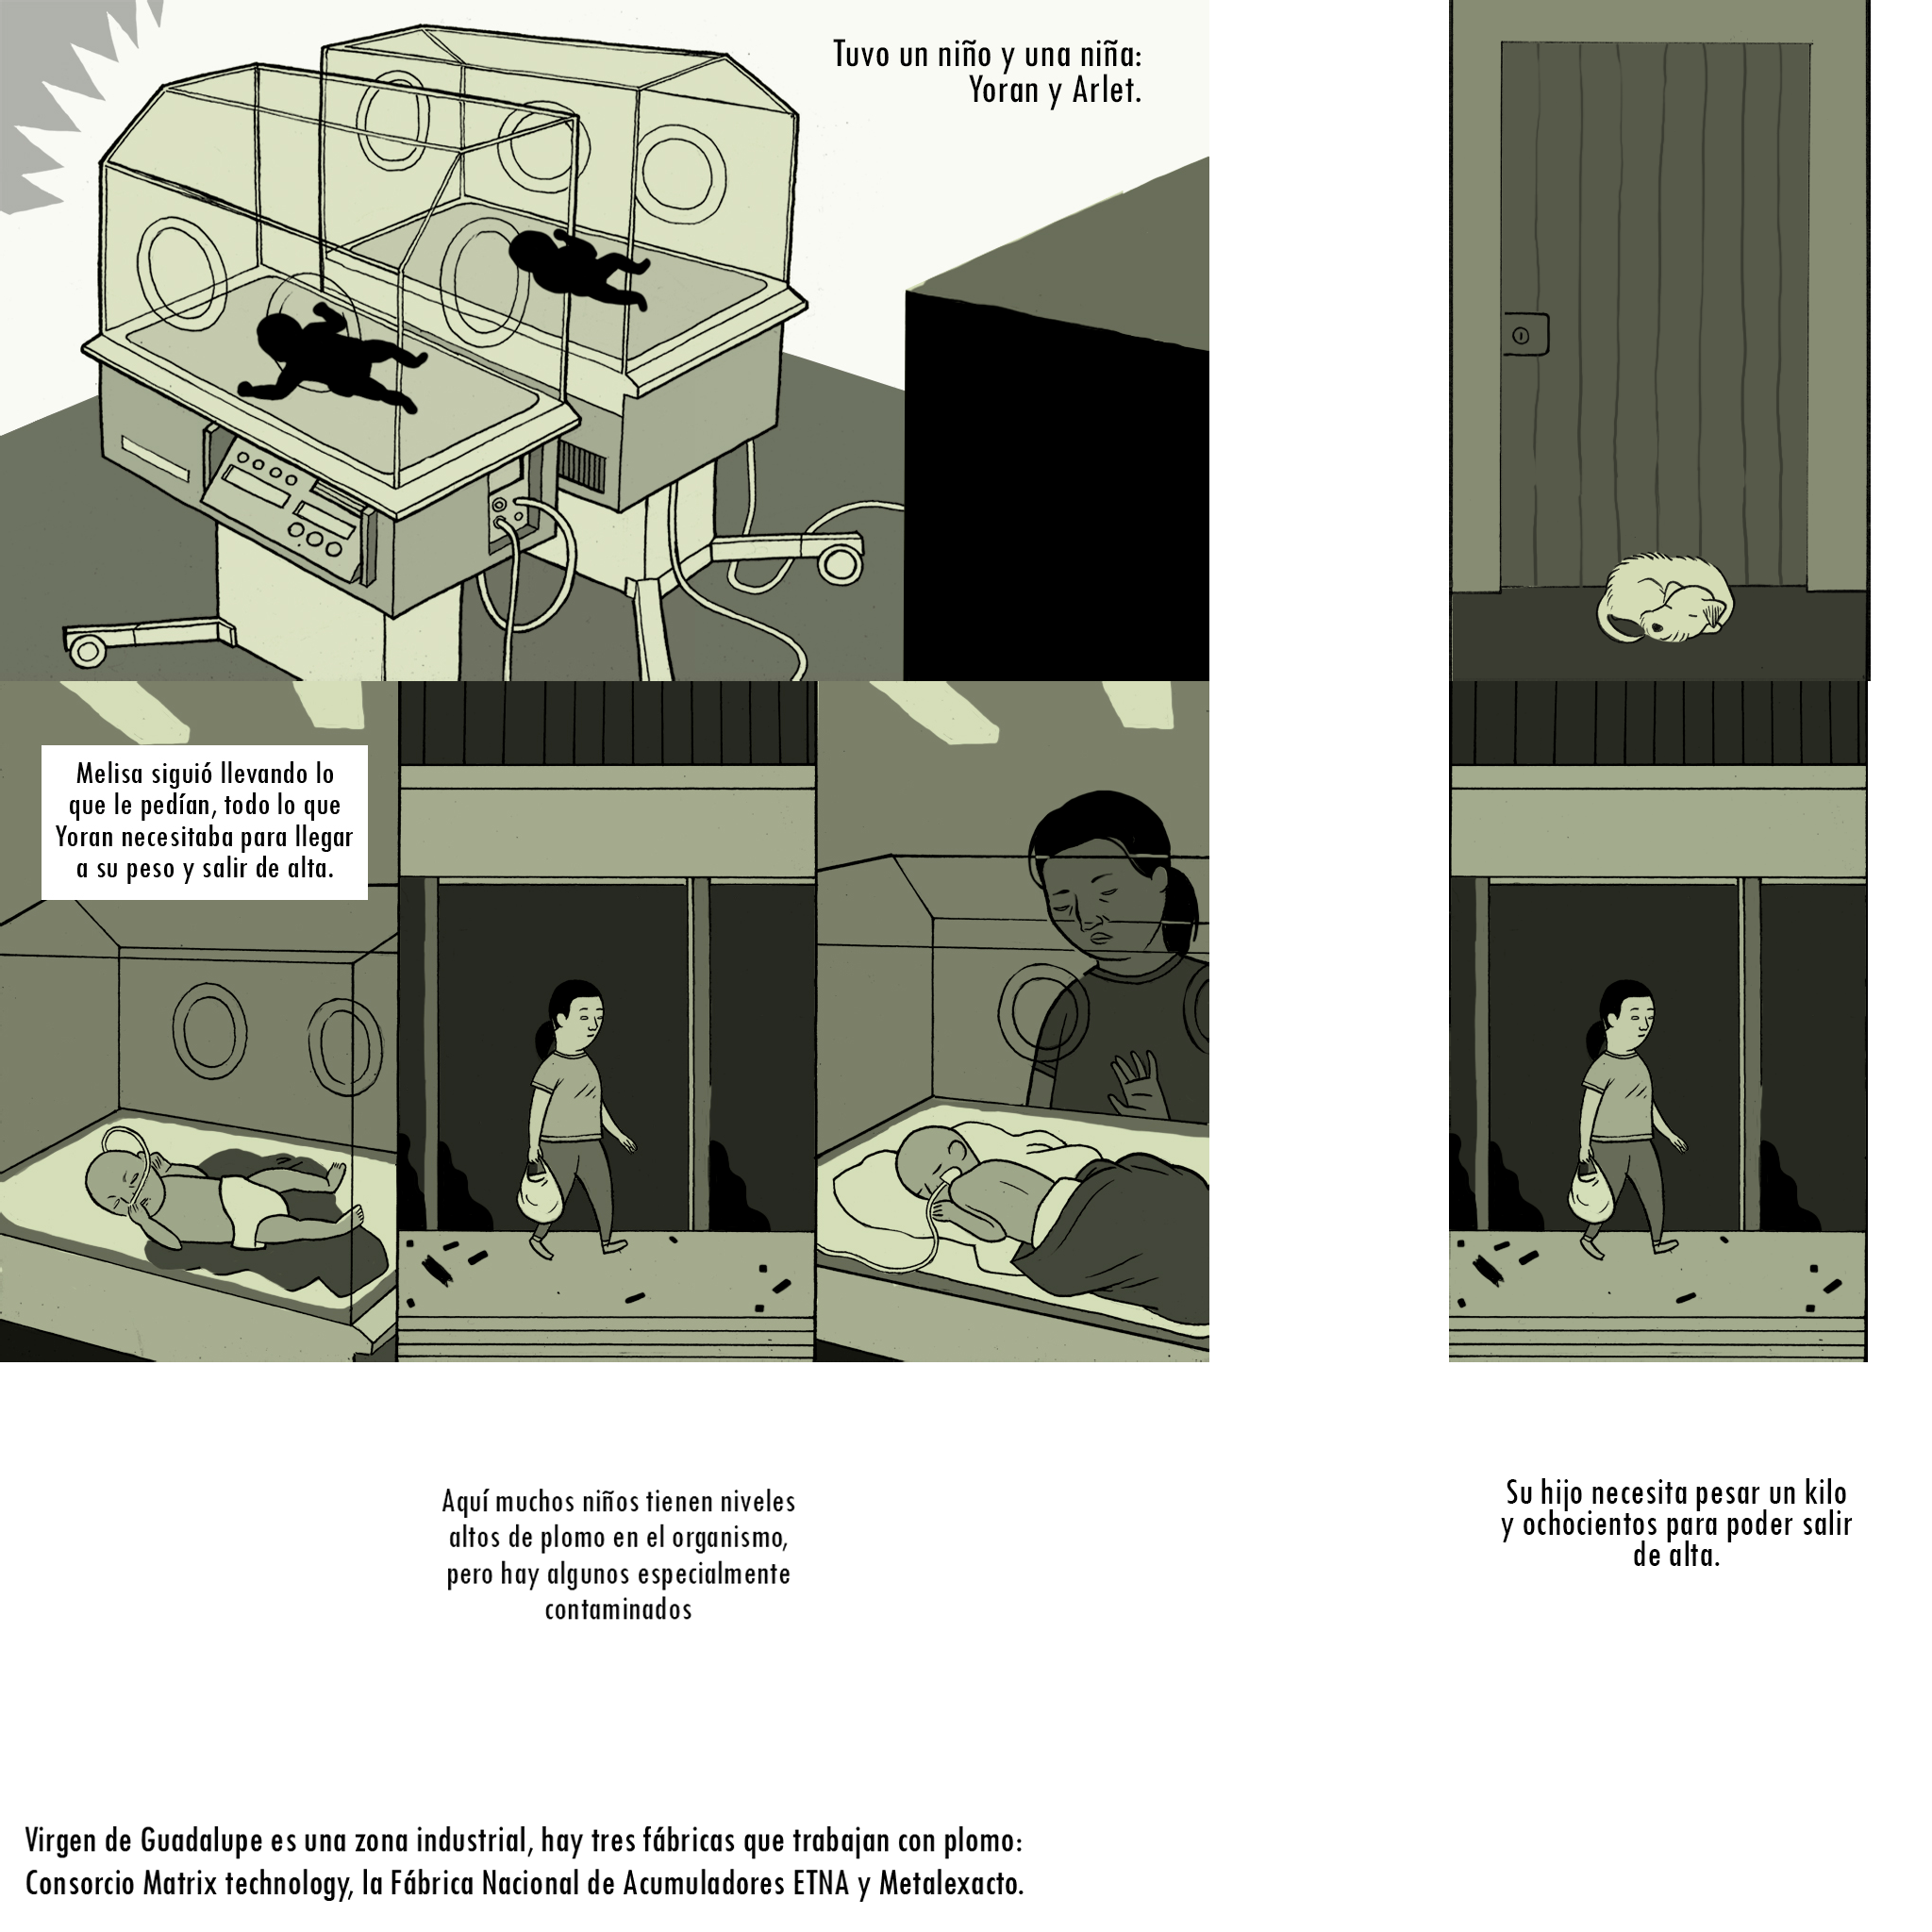 Tuvo un niño y una niña:
Yoran y Arlet.
Melisa siguió llevando lo
que le pedían, todo lo que
Yoran necesitaba para llegar
a su peso y salir de alta.
Aquí muchos niños tienen niveles
altos de plomo en el organismo,
pero hay algunos especialmente
contaminados
Su hijo necesita pesar un kilo
y ochocientos para poder salir
de alta.
Virgen de Guadalupe es una zona industrial, hay tres fábricas que trabajan con plomo:
Consorcio Matrix technology, la Fábrica Nacional de Acumuladores ETNA y Metalexacto.